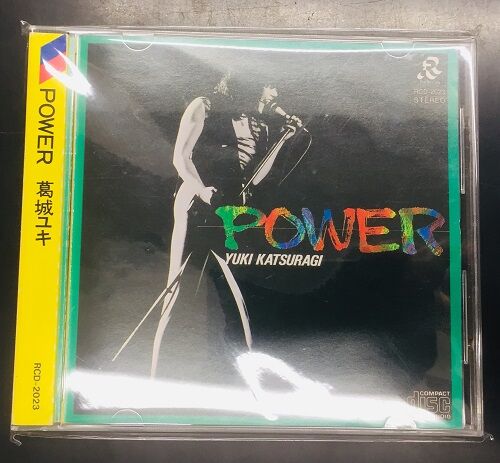 POWER 葛城ユキ
RCD-2023
RCD-2023
STEREO
POWER
YUKI KATSURAGI
COMPACT
disc